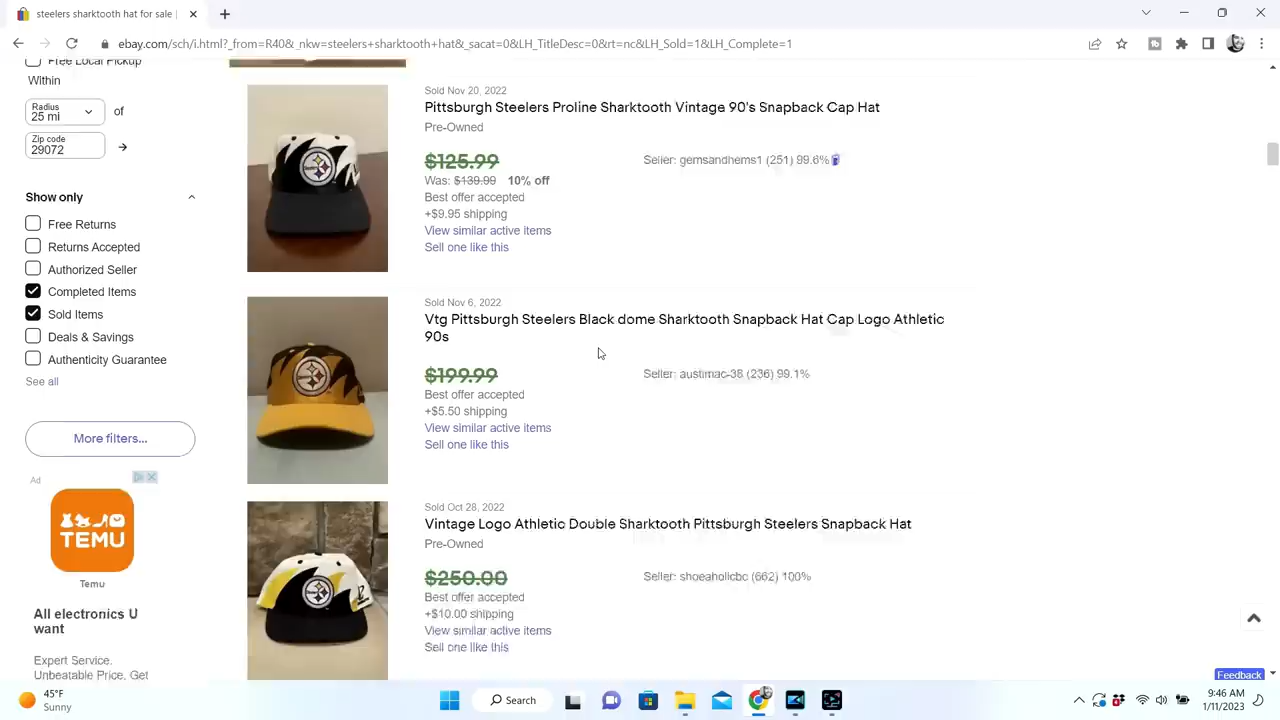 steelers sharktooth hat for sale |
ebay.com/sch/i.html?_from=R40&_nkw=steelers+sharktooth+hat&_sacat=0&LH_TitleDesc=0&rt=nc&LH_Sold=1&LH_Complete=1
Free Local Pickup
Within
Radius
25 mi
of
Zip code
29072
Show only
Free Returns
Returns Accepted
Authorized Seller
Completed Items
Sold Items
Deals & Savings
Authenticity Guarantee
See all
More filters...
Ad
TEMU
Temu
All electronics U
want
Expert Service.
Unbeatable Price, Get
Sold Nov 20, 2022
Pittsburgh Steelers Proline Sharktooth Vintage 90's Snapback Cap Hat
Pre-Owned
$125.99
Seller: gemsandhems1 (251) 99.6%
Was: $139.99 10% off
Best offer accepted
+$9.95 shipping
View similar active items
Sell one like this
Sold Nov 6, 2022
Vtg Pittsburgh Steelers Black dome Sharktooth Snapback Hat Cap Logo Athletic
90s
$199.99
Best offer accepted
+$5.50 shipping
View similar active items
Sell one like this
Sold Oct 28, 2022
Vintage Logo Athletic Double Sharktooth Pittsburgh Steelers Snapback Hat
Pre-Owned
$250.00
Seller: shoeaholicbc (662) 100%
Best offer accepted
+$10.00 shipping
View similar active items
Sell one like this
Feedback
45°F
Sunny
Search
9:46 AM
1/11/2023